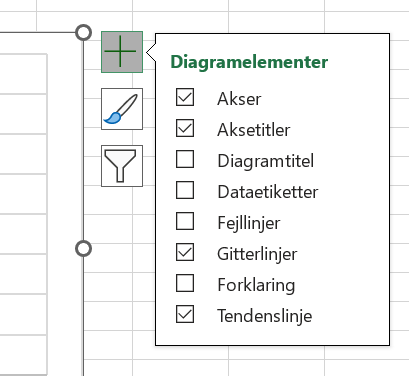 Diagramelementer
Akser
Aksetitler
Diagramtitel
Dataetiketter
Fejllinjer
Gitterlinjer
Forklaring
Tendenslinje